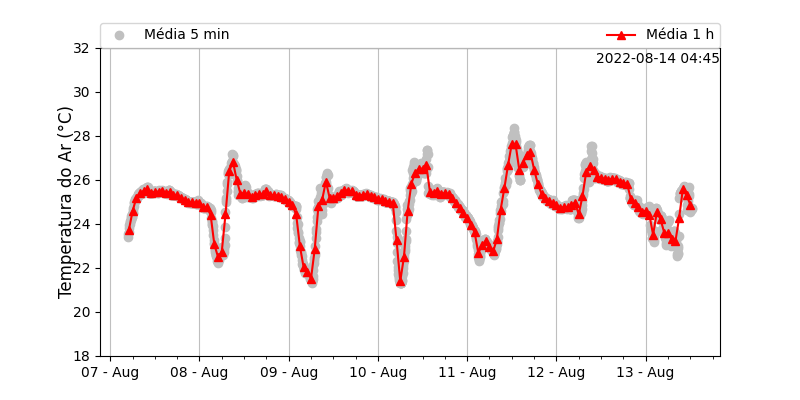 Média 5 min
Média 1 h
2022-08-14 04:45
Temperatura do Ar (°C)
32
30
28
26
24
22
20
18
07 - Aug
08 - Aug
09 - Aug
10 - Aug
11 - Aug
12 - Aug
13 - Aug